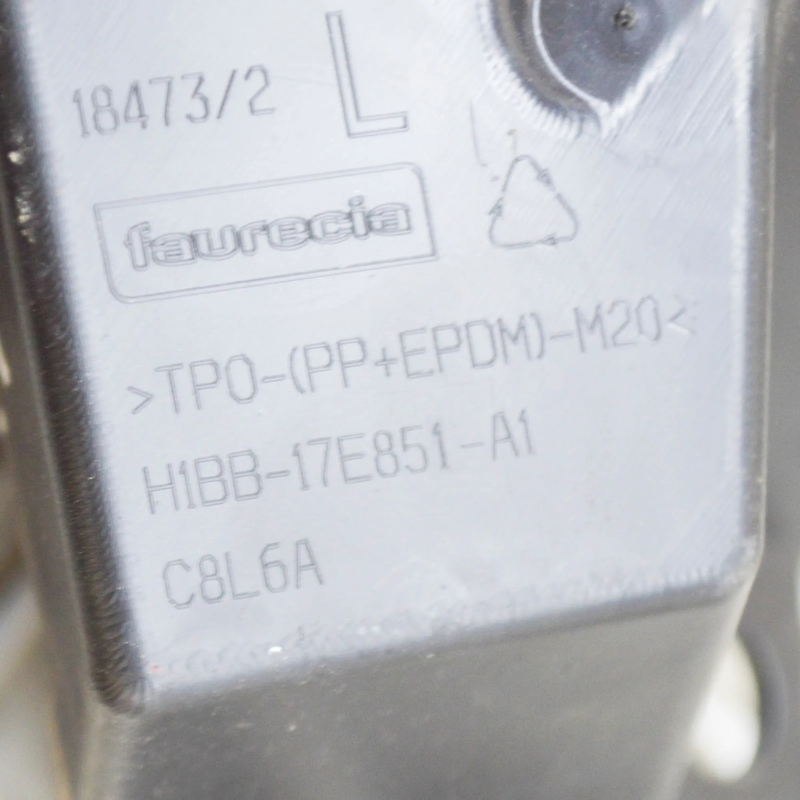 18473/2 L
faurecia
>TPO-(PP+EPDM)-M20<
H1BB-17E851-A1
C8L6A